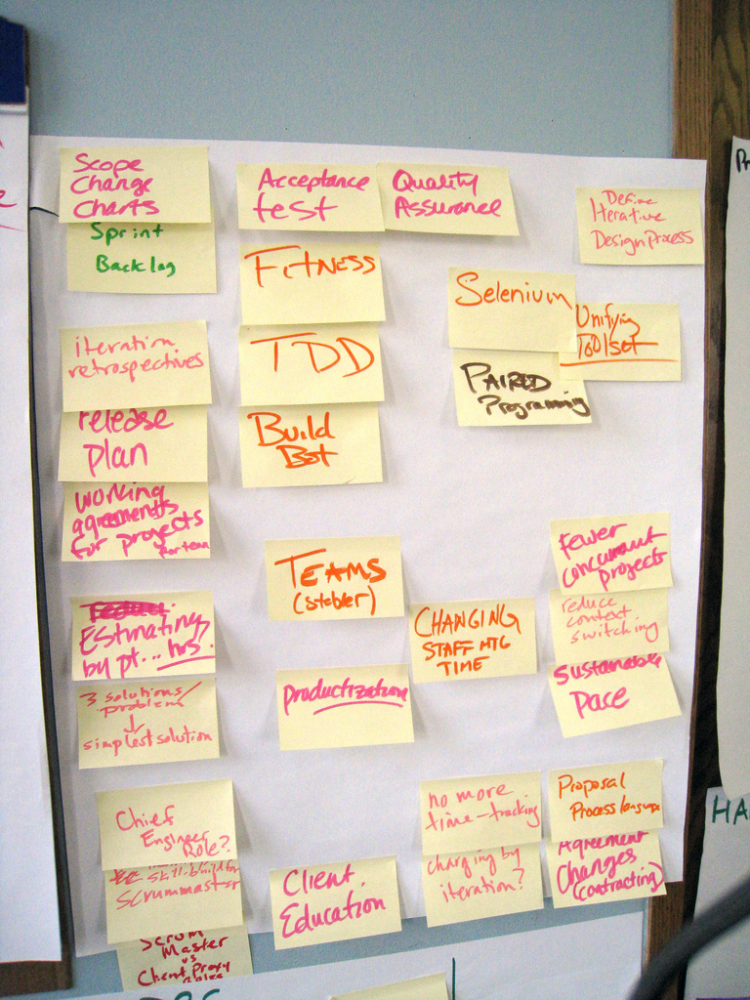 Scope
Change
Charts
Sprint
Backlog
iteration
retrospectives
release
plan
working
agreements
for projects
per team
Estimating
by pt... hrs.
3 solutions/
problem
simplest solution
Chief
Engineer
Role?
skill-build for
scrummaster
Scrum
Master
vs
Client Proxy
Roles
Acceptance
test
Quality
Assurance
FitNESSE
TDD
Build
Bot
Selenium
PAIRED
Programming
Define
Iterative
Design Process
Unifying
Toolset
TEAMS
(stabler)
productization
CHANGING
STAFF MTG
TIME
Fewer
concurrent
projects
reduce
context
switching
Sustainable
Pace
Client
Education
no more
time-tracking
charging by
iteration?
Proposal
Process language
Agreement
Changes
(contracting)
HA